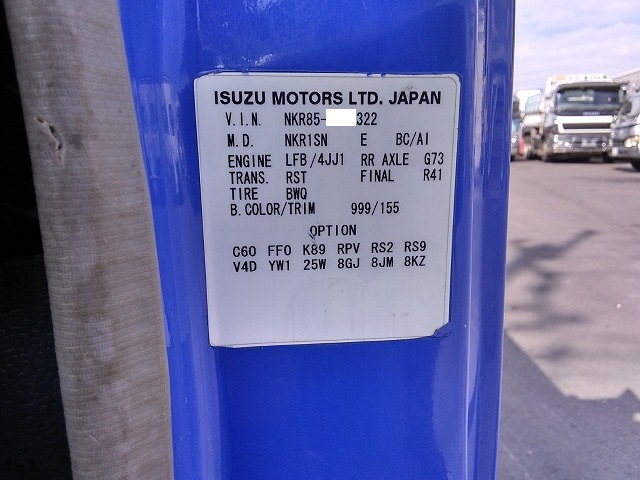 ISUZU MOTORS LTD. JAPAN
V.I.N. NKR85- 322
M.D. NKR1SN E BC/AI
ENGINE LFB/4JJ1 RR AXLE G73
TRANS. RST FINAL R41
TIRE BWQ
B.COLOR/TRIM 999/155
OPTION
C60 FF0 K89 RPV RS2 RS9
V4D YW1 25W 8GJ 8JM 8KZ